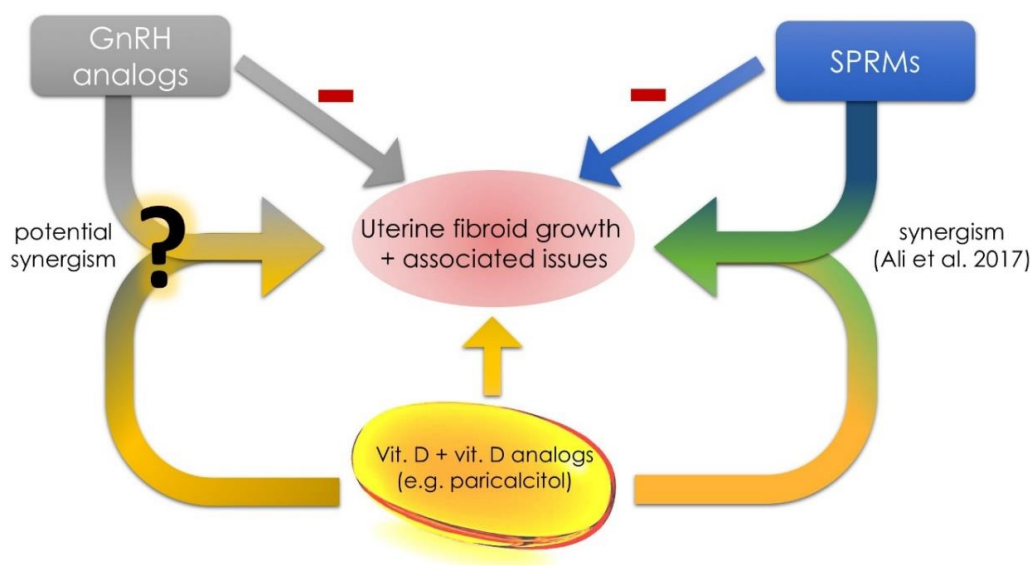 GnRH
analogs
SPRMs
Uterine fibroid growth
+ associated issues
potential
synergism
?
synergism
(Ali et al. 2017)
Vit. D + vit. D analogs
(e.g. paricalcitol)